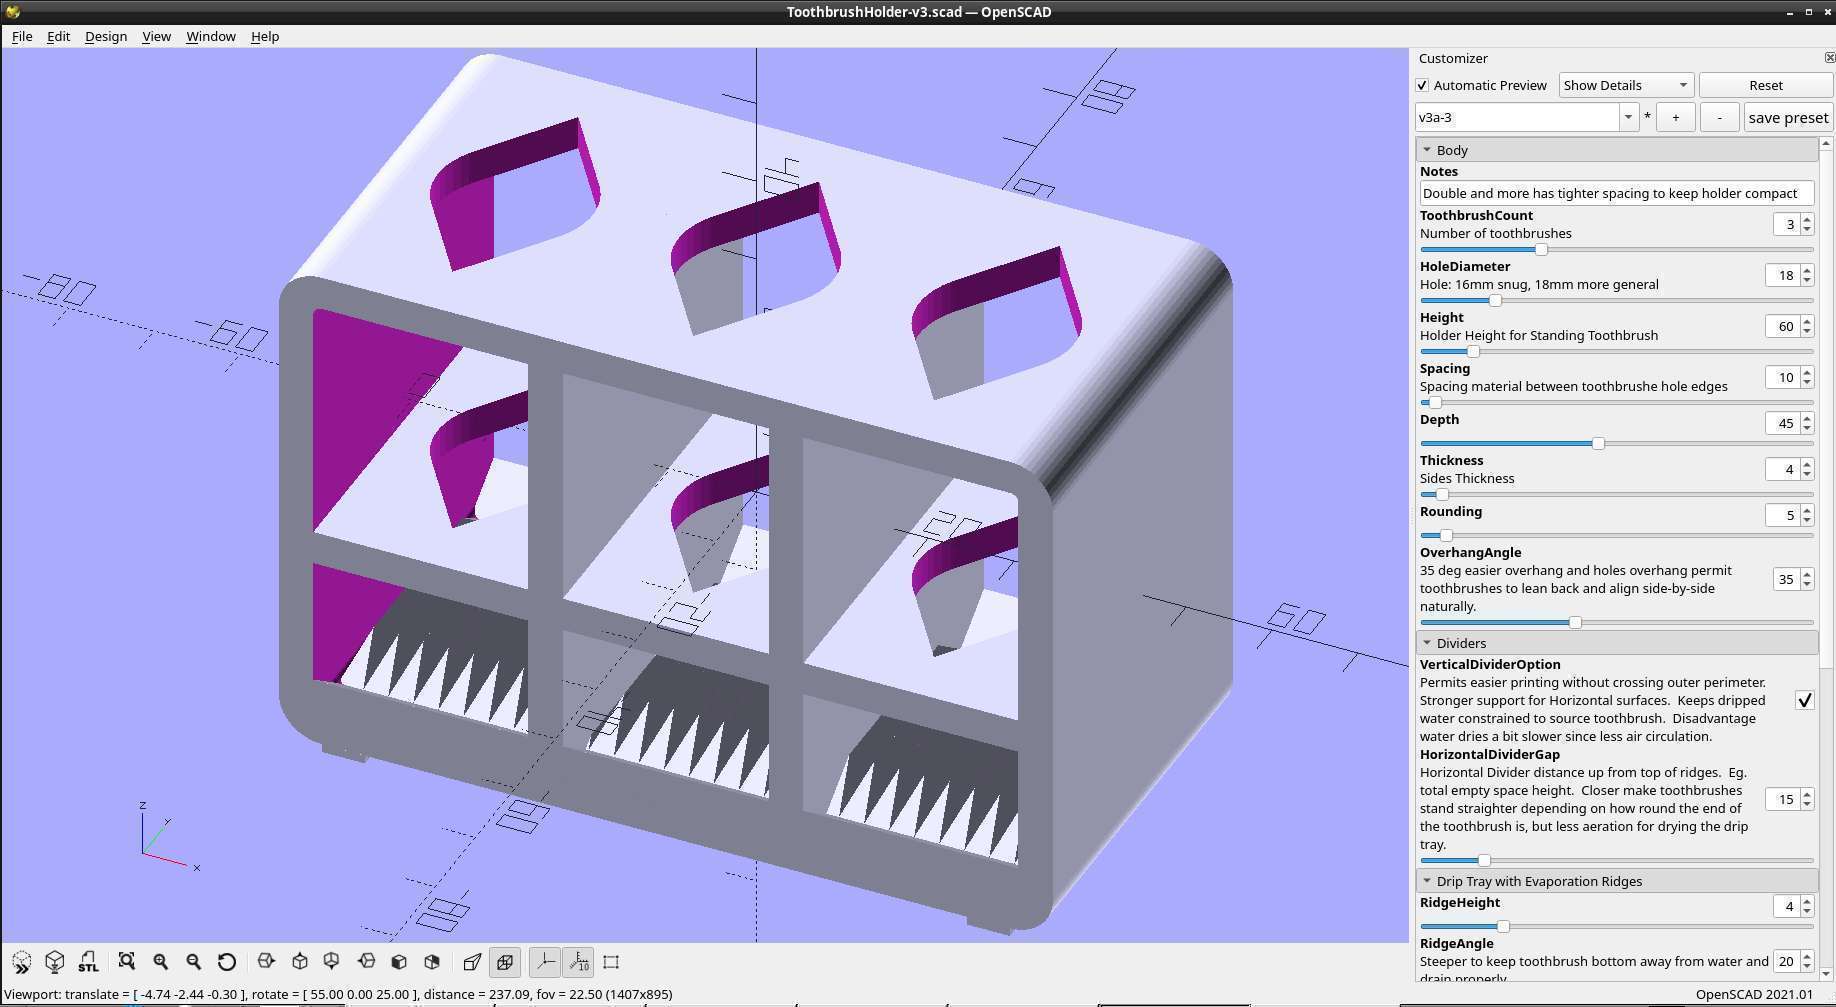 ToothbrushHolder-v3.scad — OpenSCAD
File Edit Design View Window Help
Customizer
Automatic Preview Show Details Reset
v3a-3 * + - save preset
Body
Notes
Double and more has tighter spacing to keep holder compact
ToothbrushCount
Number of toothbrushes
3
HoleDiameter
Hole: 16mm snug, 18mm more general
18
Height
Holder Height for Standing Toothbrush
60
Spacing
Spacing material between toothbrushe hole edges
10
Depth
45
Thickness
Sides Thickness
4
Rounding
5
OverhangAngle
35 deg easier overhang and holes overhang permit
toothbrushes to lean back and align side-by-side
naturally.
35
Dividers
VerticalDividerOption
Permits easier printing without crossing outer perimeter.
Stronger support for Horizontal surfaces.  Keeps dripped
water constrained to source toothbrush.  Disadvantage
water dries a bit slower since less air circulation.
HorizontalDividerGap
Horizontal Divider distance up from top of ridges.  Eg.
total empty space height.  Closer make toothbrushes
stand straighter depending on how round the end of
the toothbrush is, but less aeration for drying the drip
tray.
15
Drip Tray with Evaporation Ridges
RidgeHeight
4
RidgeAngle
Steeper to keep toothbrush bottom away from water and
drain properly
20
z
y
x
STL
10
Viewport: translate = [ -4.74 -2.44 -0.30 ], rotate = [ 55.00 0.00 25.00 ], distance = 237.09, fov = 22.50 (1407x895)
OpenSCAD 2021.01